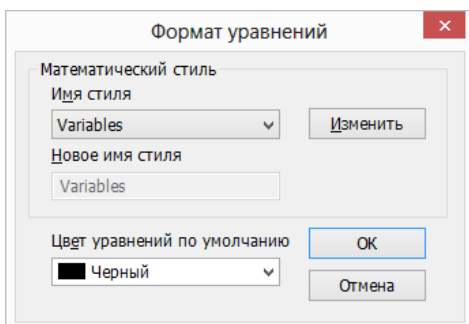 Формат уравнений
Математический стиль
Имя стиля
Variables
Изменить
Новое имя стиля
Variables
Цвет уравнений по умолчанию
OK
Черный
Отмена